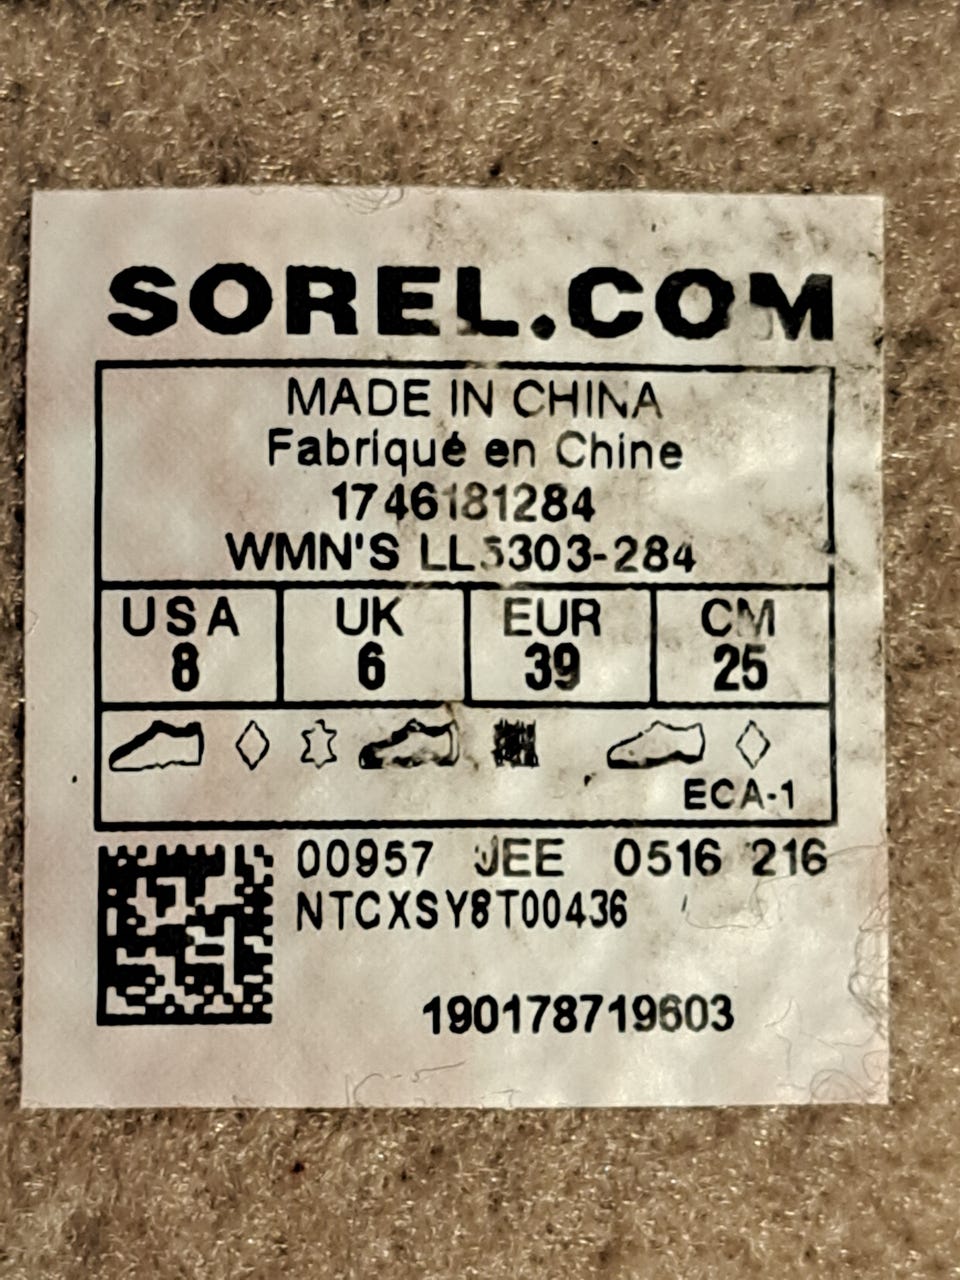 SOREL.COM
MADE IN CHINA
Fabriqué en Chine
1746181284
WMN'S LL5303-284
USA UK EUR CM
8 6 39 25
ECA-1
00957 JEE 0516 216
NTCXSY8T00436
190178719603